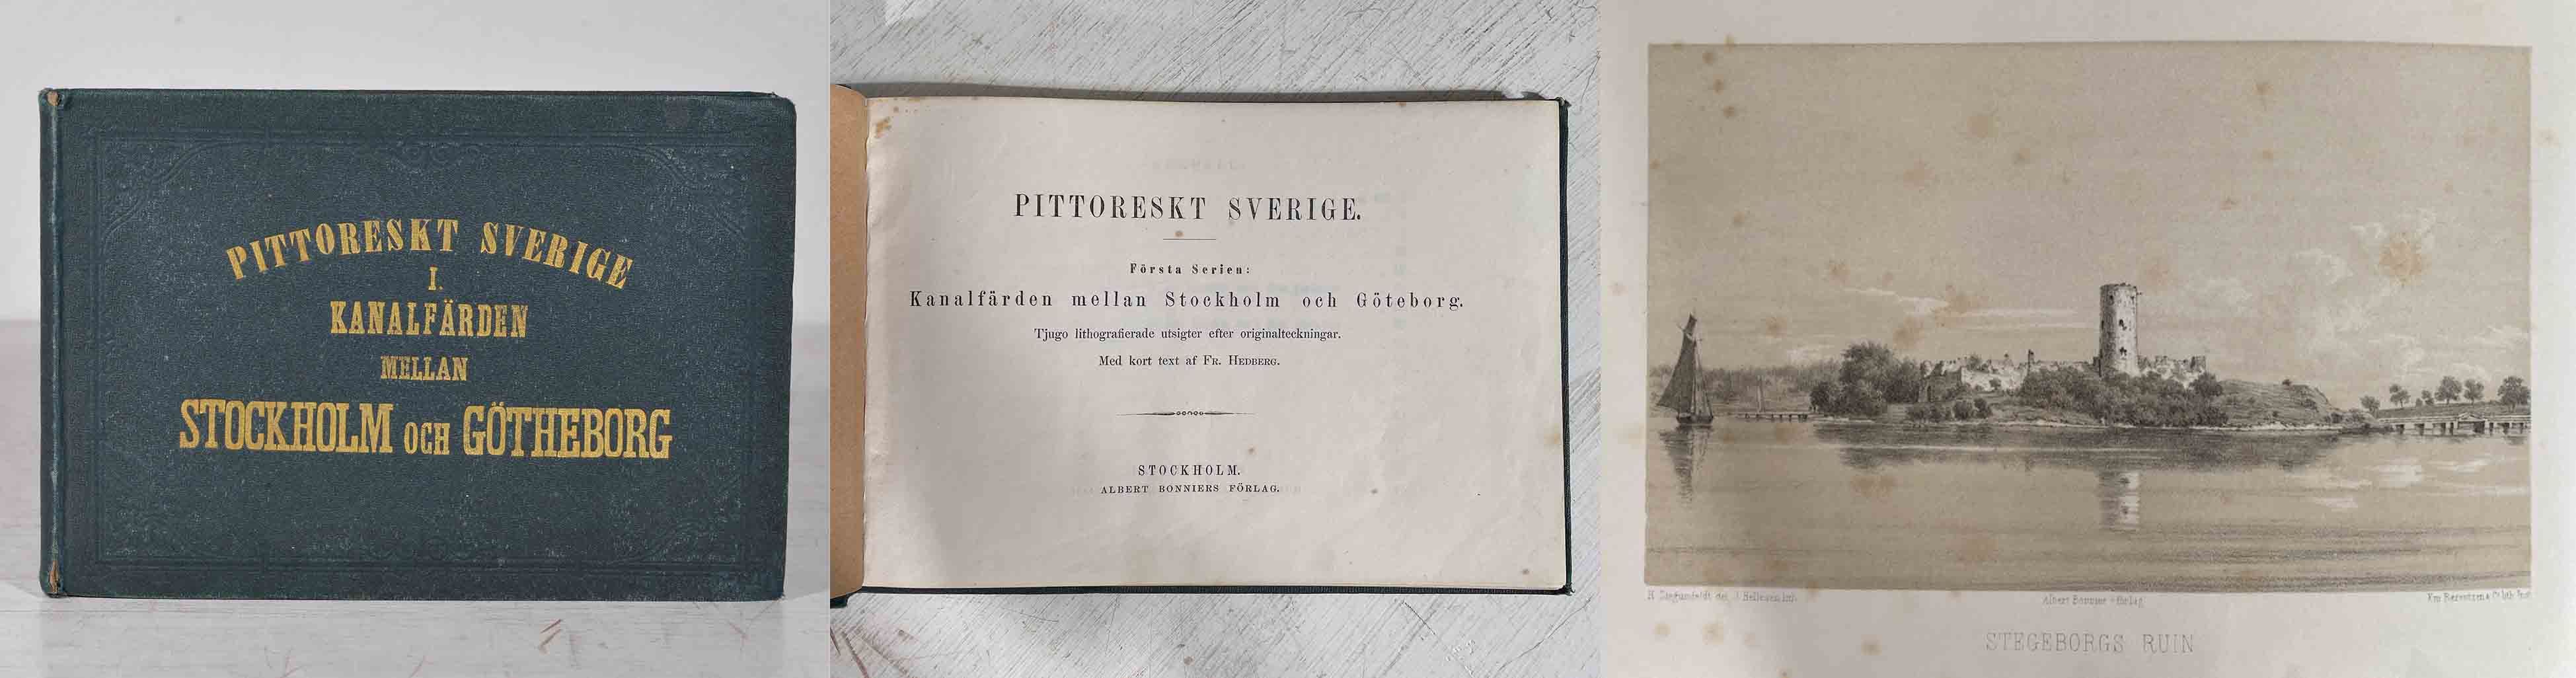 PITTORESKT SVERIGE
I.
KANALFÄRDEN
MELLAN
STOCKHOLM OCH GÖTHEBORG
PITTORESKT SVERIGE.
Första Serien:
Kanalfärden mellan Stockholm och Göteborg.
Tjugo lithografierade utsigter efter originalteckningar.
Med kort text af FR. HEDBERG.
STOCKHOLM.
ALBERT BONNIERS FÖRLAG.
Albert Bonniers förlag
STEGEBORGS RUIN